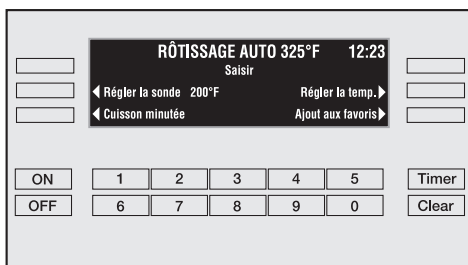 RÔTISSAGE AUTO 325°F 12:23
Saisir
Régler la sonde 200°F Régler la temp.
Cuisson minutée Ajout aux favoris
ON 1 2 3 4 5 Timer
OFF 6 7 8 9 0 Clear